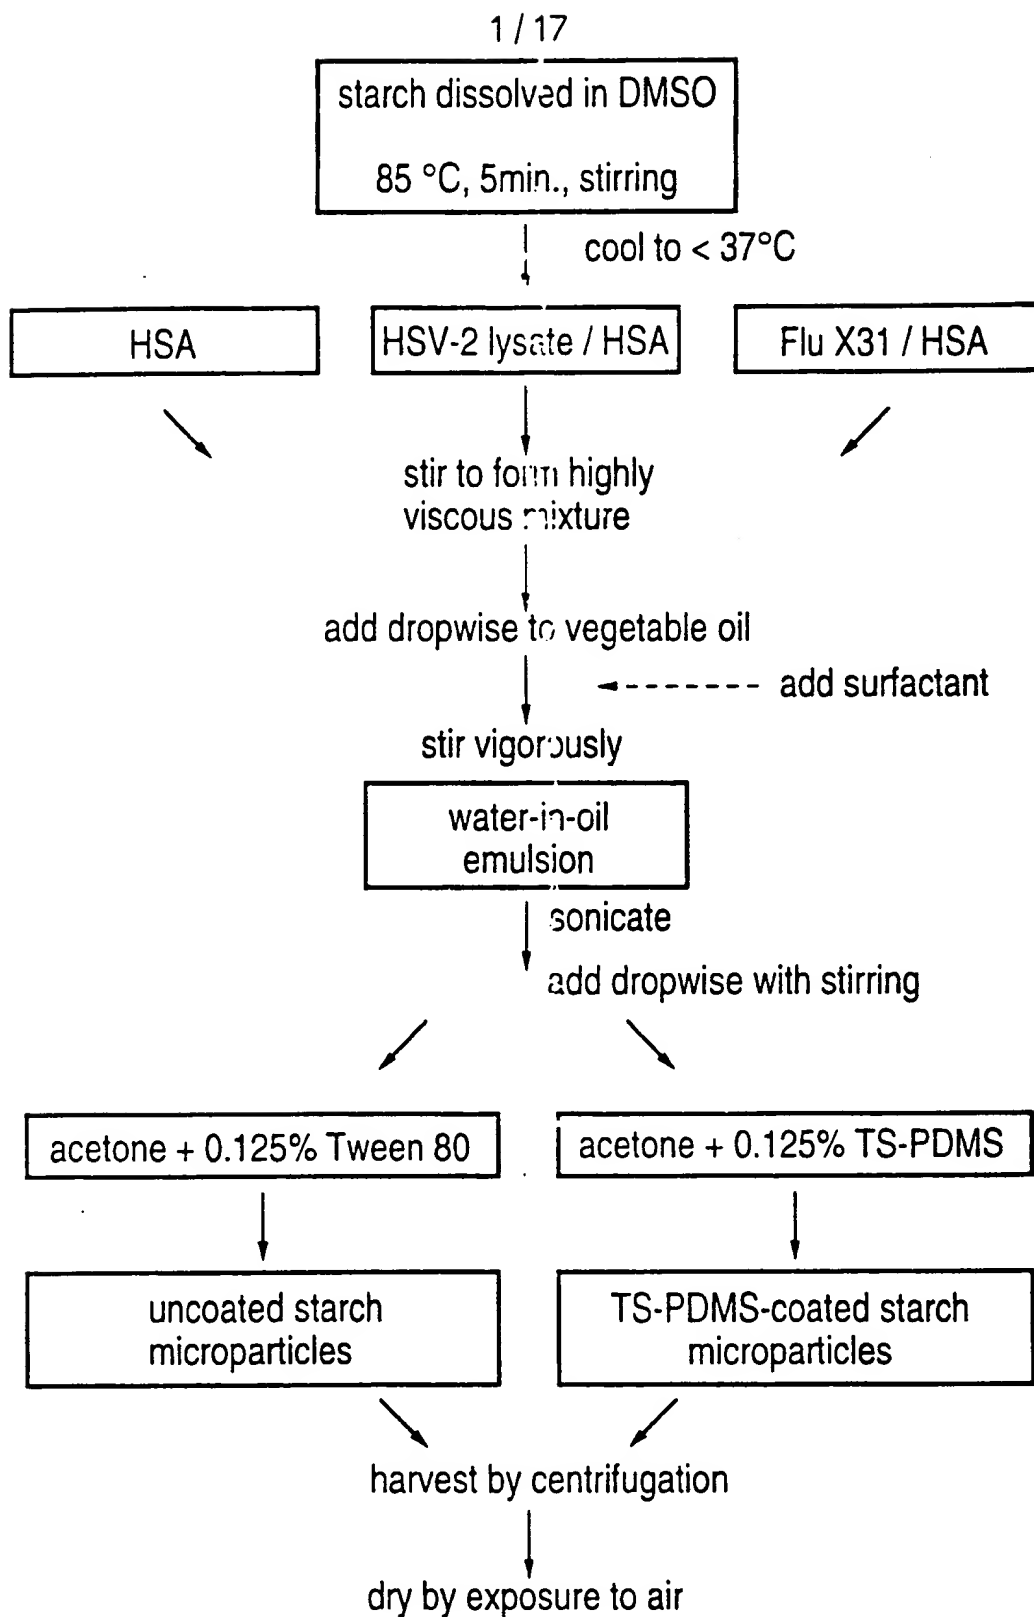 1 / 17
starch dissolved in DMSO
85 °C, 5min., stirring
cool to < 37°C
HSA
HSV-2 lysate / HSA
Flu X31 / HSA
stir to form highly
viscous mixture
add dropwise to vegetable oil
add surfactant
stir vigorously
water-in-oil
emulsion
sonicate
add dropwise with stirring
acetone + 0.125% Tween 80
acetone + 0.125% TS-PDMS
uncoated starch
microparticles
TS-PDMS-coated starch
microparticles
harvest by centrifugation
dry by exposure to air